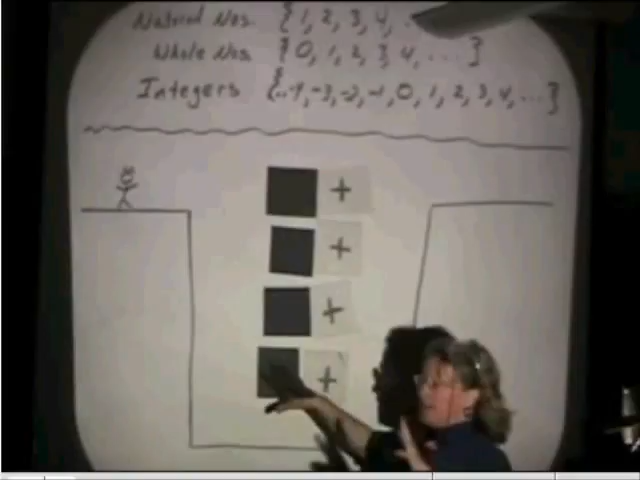 Natural Nos. {1, 2, 3, 4, .
Whole Nos. {0, 1, 2, 3, 4, ... }
Integers {..-4, -3, -2, -1, 0, 1, 2, 3, 4, ... }
+
+
+
+